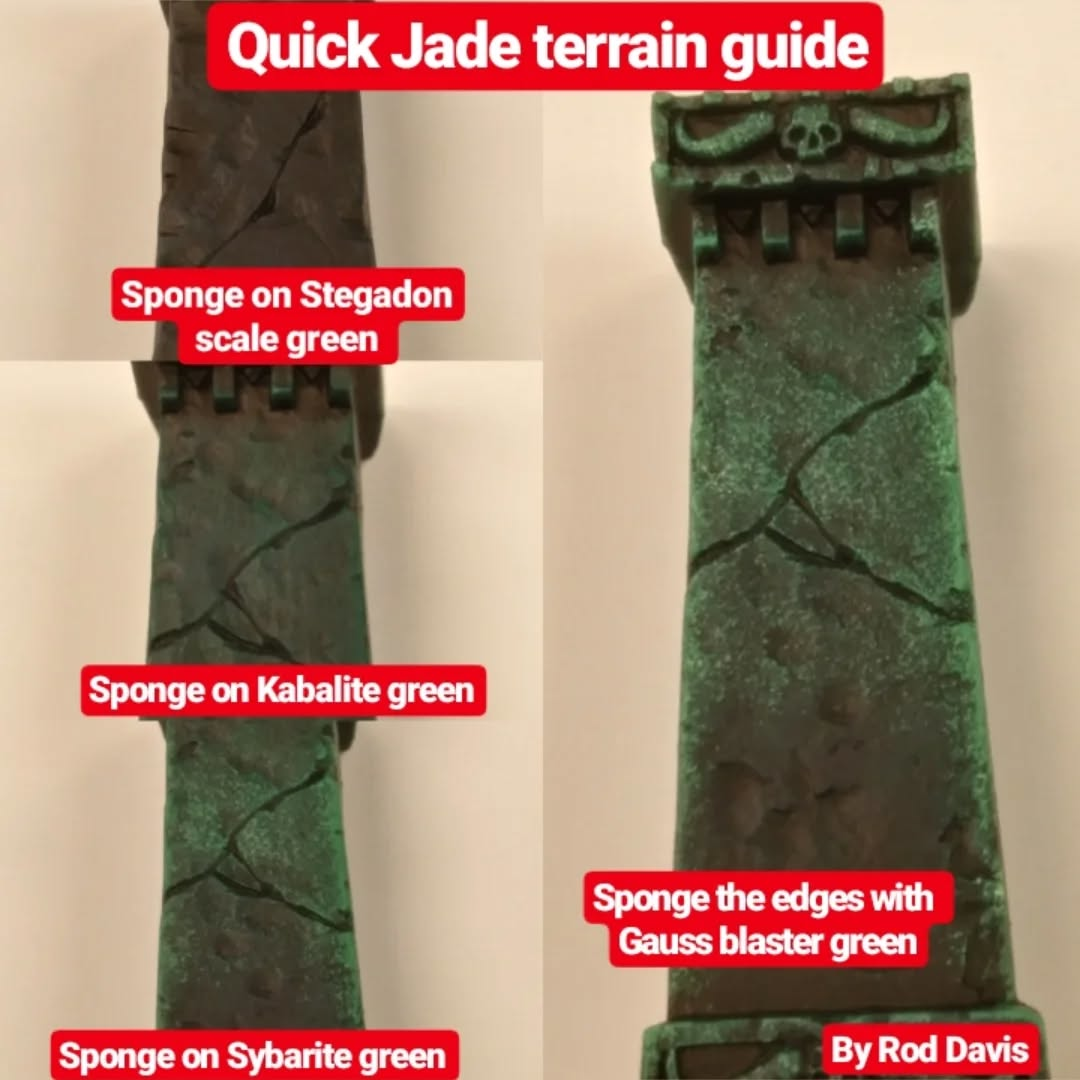 Quick Jade terrain guide
Sponge on Stegadon
scale green
Sponge on Kabalite green
Sponge on Sybarite green
Sponge the edges with
Gauss blaster green
By Rod Davis